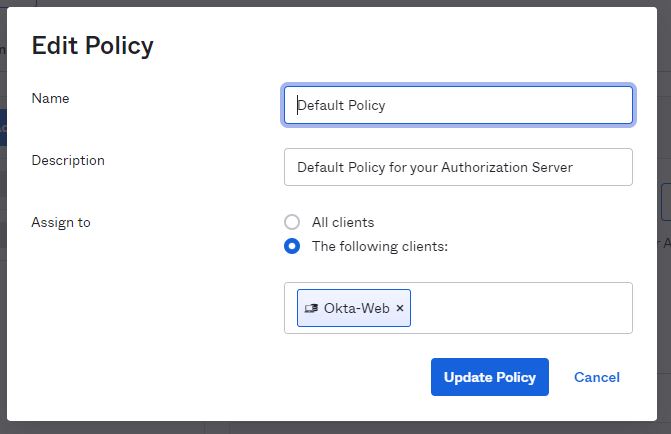 Edit Policy
Name
Default Policy
Description
Default Policy for your Authorization Server
Assign to
All clients
The following clients:
Okta-Web ×
Update Policy
Cancel